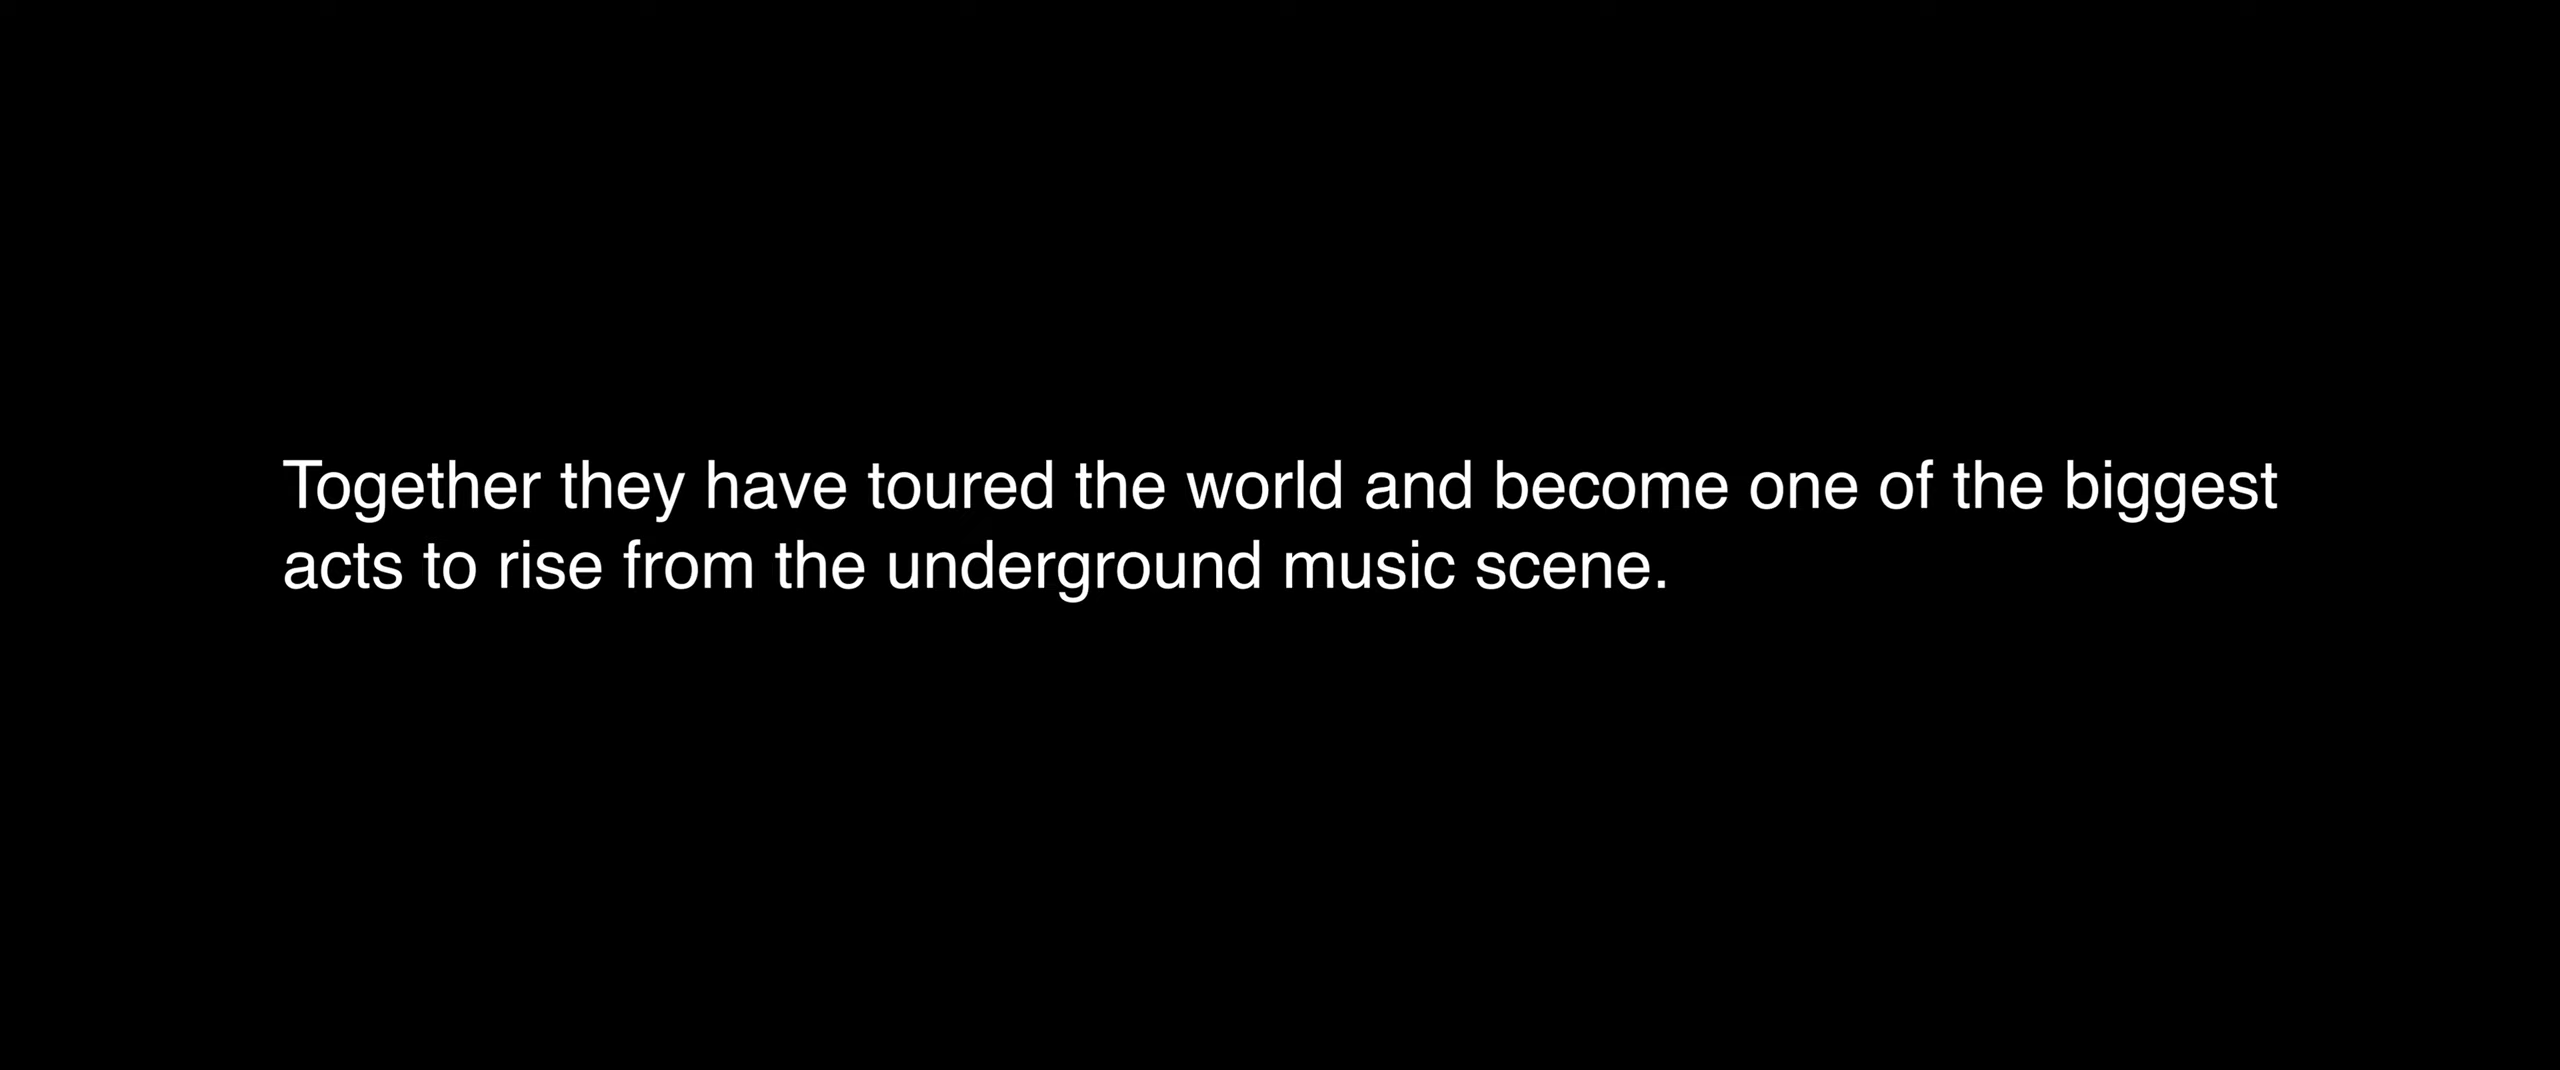 Together they have toured the world and become one of the biggest
acts to rise from the underground music scene.